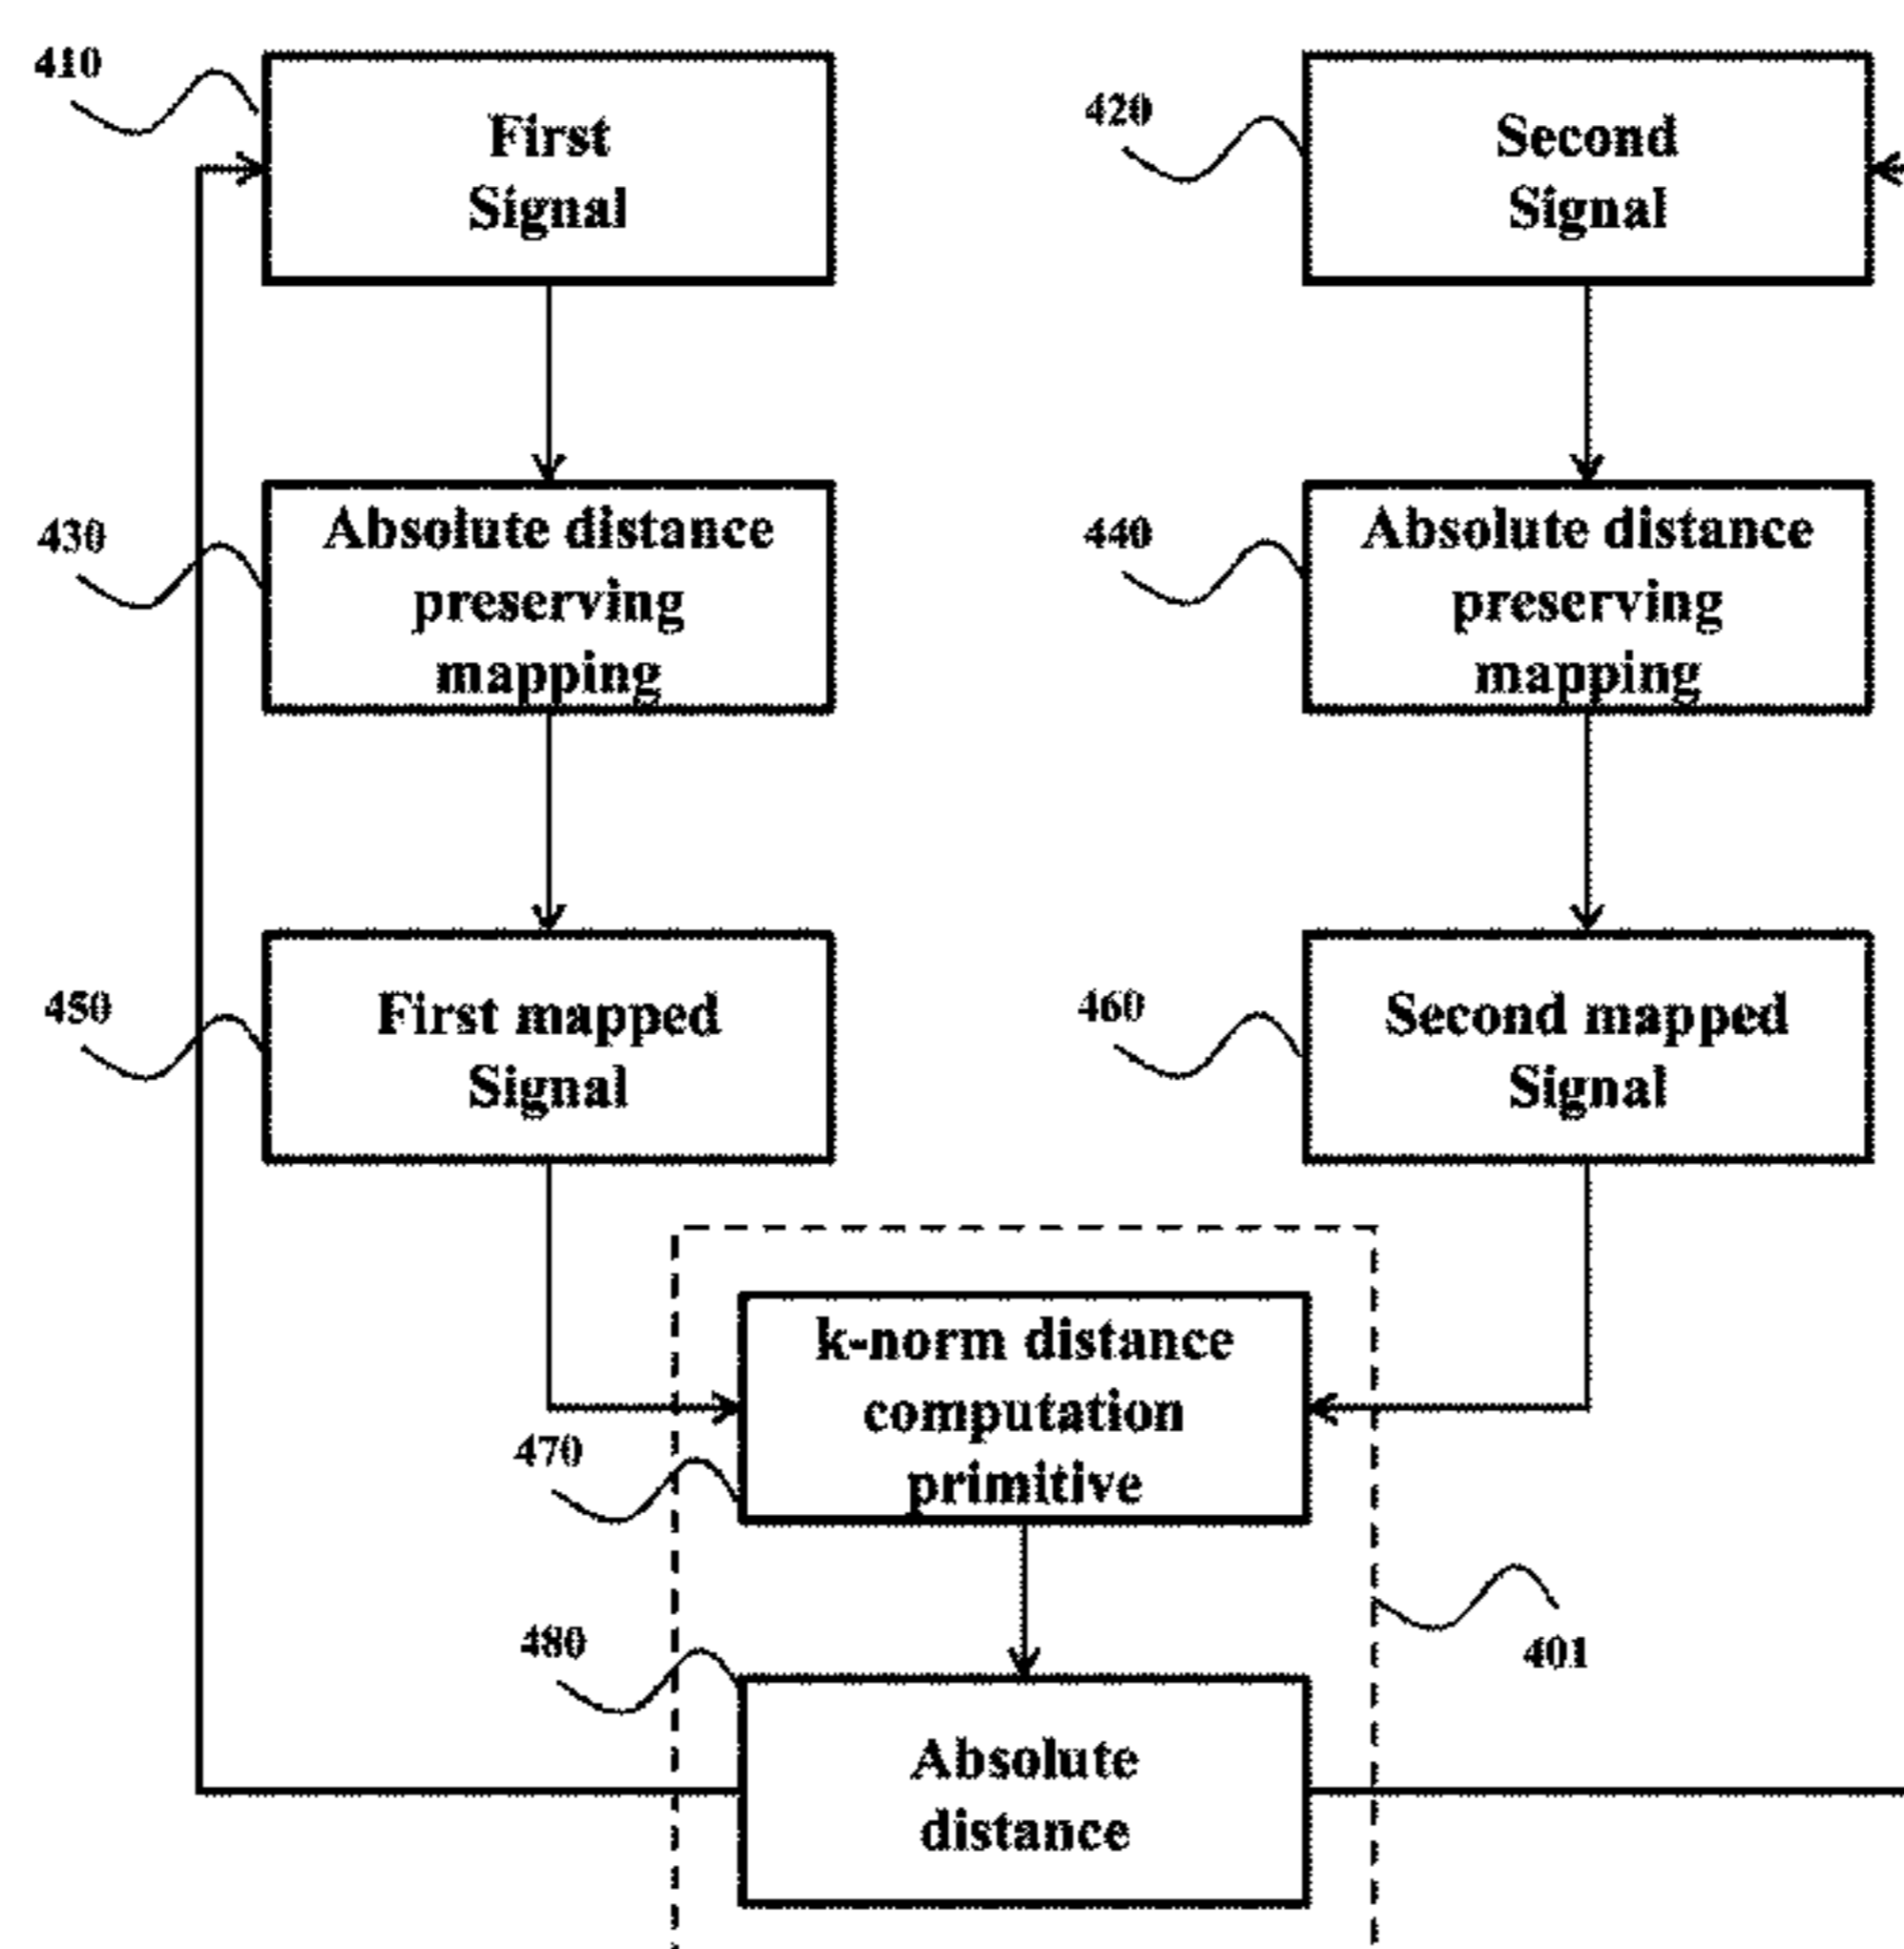 410
First
Signal
420
Second
Signal
430
Absolute distance
preserving
mapping
440
Absolute distance
preserving
mapping
450
First mapped
Signal
460
Second mapped
Signal
k-norm distance
computation
primitive
470
480
401
Absolute
distance